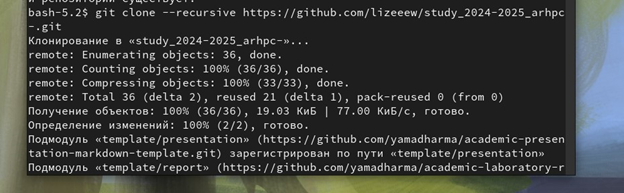 и репозитории существует.
bash-5.2$ git clone --recursive https://github.com/lizeeew/study_2024-2025_arhpc
-.git
Клонирование в «study_2024-2025_arhpc-»...
remote: Enumerating objects: 36, done.
remote: Counting objects: 100% (36/36), done.
remote: Compressing objects: 100% (33/33), done.
remote: Total 36 (delta 2), reused 21 (delta 1), pack-reused 0 (from 0)
Получение объектов: 100% (36/36), 19.03 КиБ | 77.00 КиБ/с, готово.
Определение изменений: 100% (2/2), готово.
Подмодуль «template/presentation» (https://github.com/yamadharma/academic-presen
tation-markdown-template.git) зарегистрирован по пути «template/presentation»
Подмодуль «template/report» (https://github.com/yamadharma/academic-laboratory-r